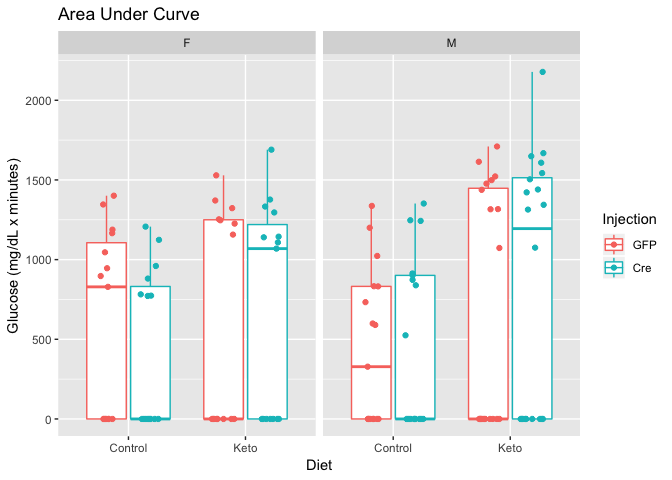 Area Under Curve
F
M
Glucose (mg/dL x minutes)
2000
1500
1000
500
0
Control
Keto
Control
Keto
Diet
Injection
GFP
Cre